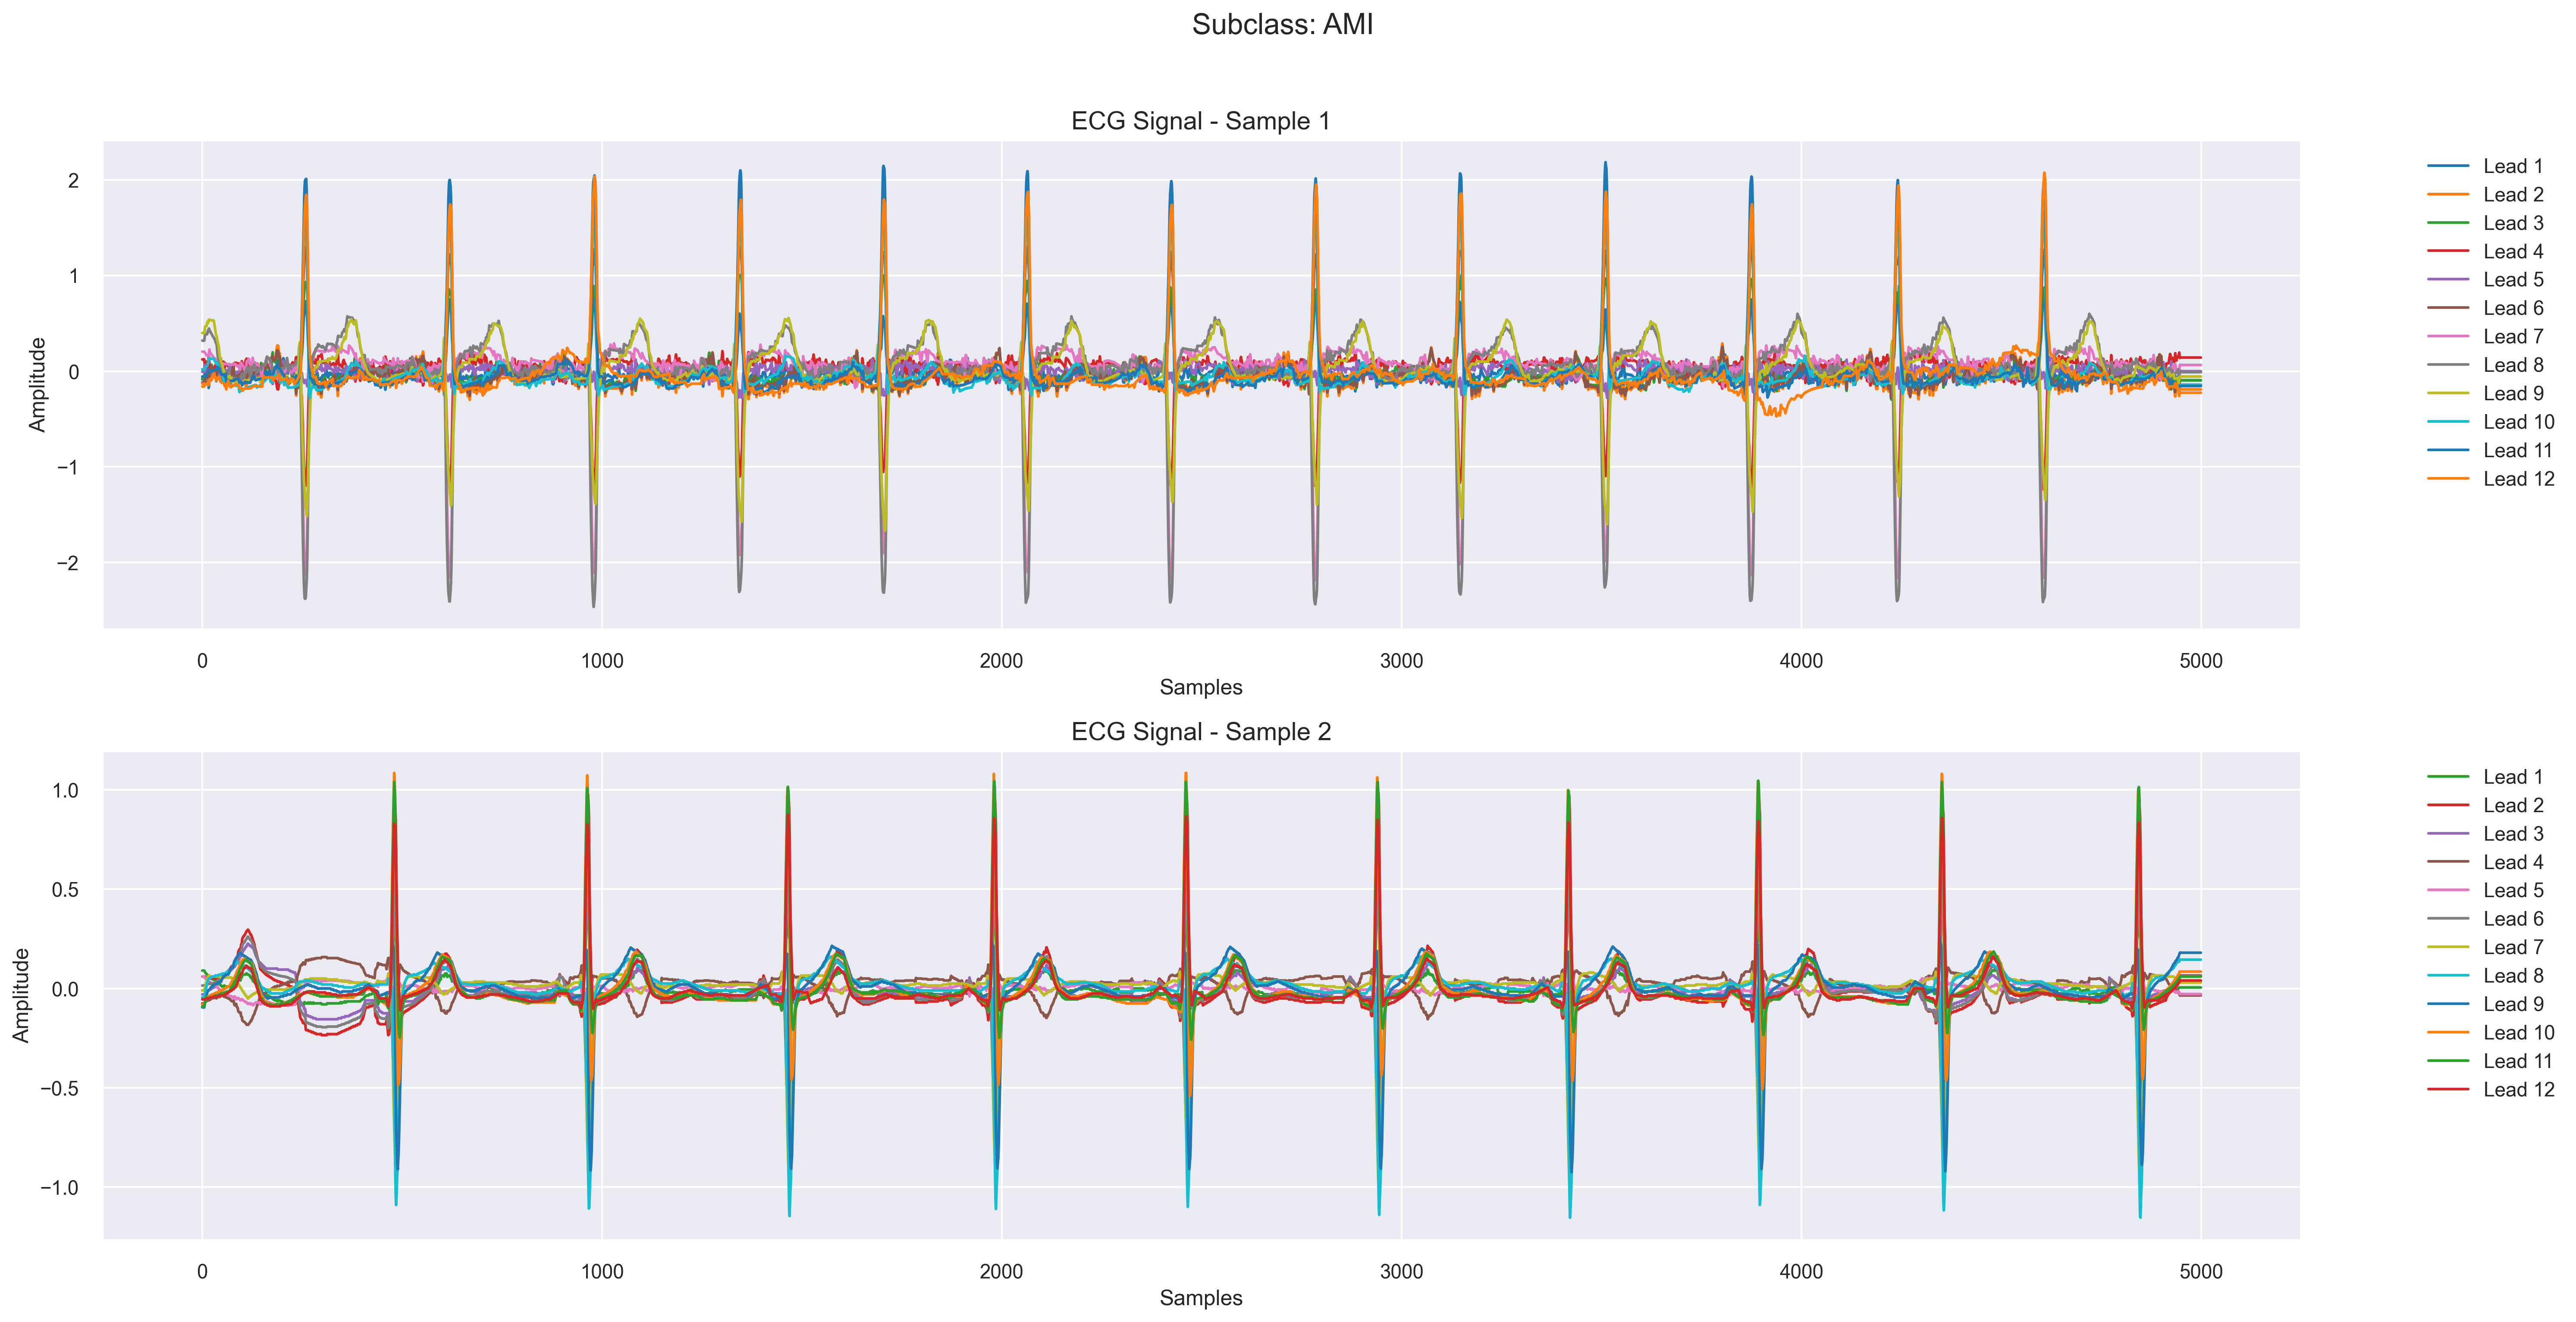 Subclass: AMI
ECG Signal - Sample 1
Amplitude
2
1
0
−1
−2
0 1000 2000 3000 4000 5000
Samples
Lead 1
Lead 2
Lead 3
Lead 4
Lead 5
Lead 6
Lead 7
Lead 8
Lead 9
Lead 10
Lead 11
Lead 12
ECG Signal - Sample 2
Amplitude
1.0
0.5
0.0
−0.5
−1.0
0 1000 2000 3000 4000 5000
Samples
Lead 1
Lead 2
Lead 3
Lead 4
Lead 5
Lead 6
Lead 7
Lead 8
Lead 9
Lead 10
Lead 11
Lead 12